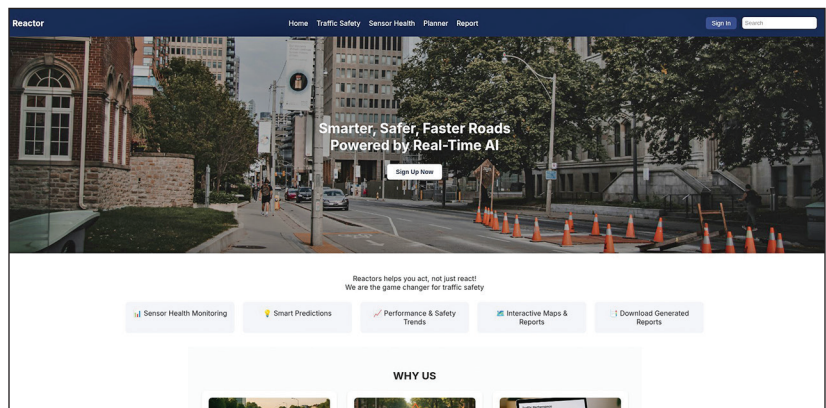 Reactor
Home Traffic Safety Sensor Health Planner Report
Sign In
Search
Smarter, Safer, Faster Roads
Powered by Real-Time AI
Sign Up Now
Reactors helps you act, not just react!
We are the game changer for traffic safety
📊 Sensor Health Monitoring
💡 Smart Predictions
📈 Performance & Safety
Trends
🗺️ Interactive Maps &
Reports
📑 Download Generated
Reports
WHY US